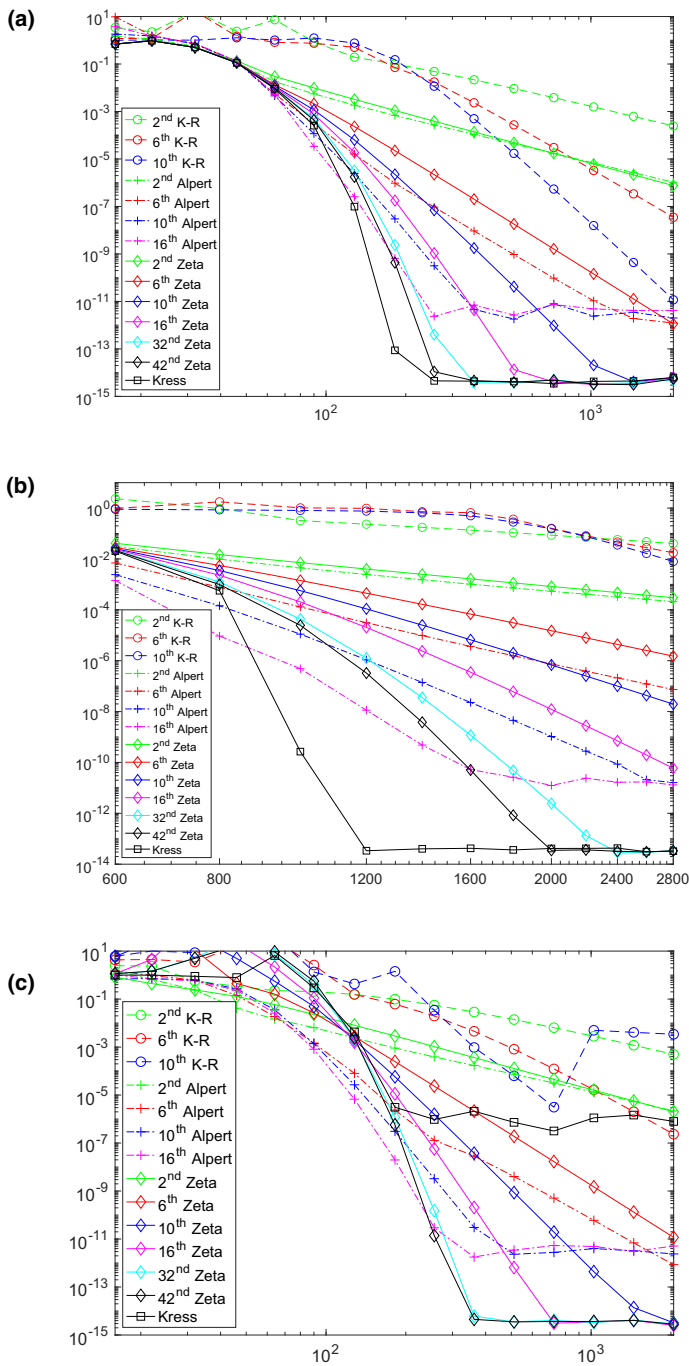 (a)
10^1
10^-1
10^-3
10^-5
10^-7
10^-9
10^-11
10^-13
10^-15
2^nd K-R
6^th K-R
10^th K-R
2^nd Alpert
6^th Alpert
10^th Alpert
16^th Alpert
2^nd Zeta
6^th Zeta
10^th Zeta
16^th Zeta
32^nd Zeta
42^nd Zeta
Kress
10^2 10^3
(b)
10^0
10^-2
10^-4
10^-6
10^-8
10^-10
10^-12
10^-14
2^nd K-R
6^th K-R
10^th K-R
2^nd Alpert
6^th Alpert
10^th Alpert
16^th Alpert
2^nd Zeta
6^th Zeta
10^th Zeta
16^th Zeta
32^nd Zeta
42^nd Zeta
Kress
600 800 1200 1600 2000 2400 2800
(c)
10^1
10^-1
10^-3
10^-5
10^-7
10^-9
10^-11
10^-13
10^-15
2^nd K-R
6^th K-R
10^th K-R
2^nd Alpert
6^th Alpert
10^th Alpert
16^th Alpert
2^nd Zeta
6^th Zeta
10^th Zeta
16^th Zeta
32^nd Zeta
42^nd Zeta
Kress
10^2 10^3